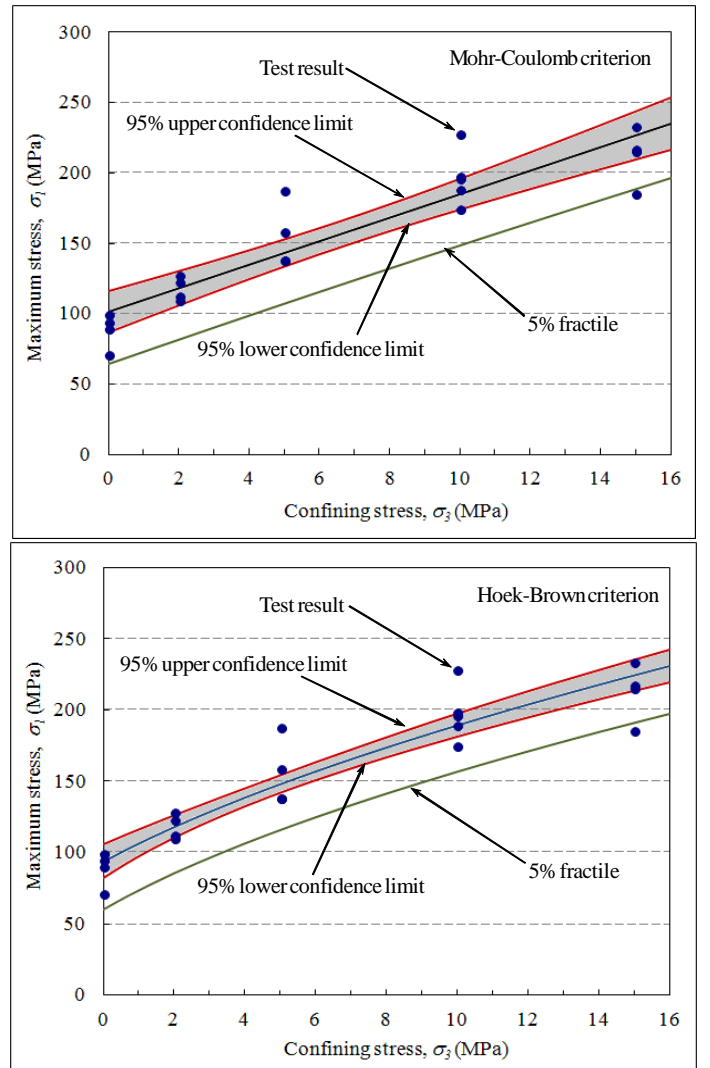 300
Mohr-Coulomb criterion
Test result
250
95% upper confidence limit
200
150
5% fractile
100
95% lower confidence limit
50
0
0 2 4 6 8 10 12 14 16
Maximum stress, σ1 (MPa)
Confining stress, σ3 (MPa)
300
Hoek-Brown criterion
Test result
250
95% upper confidence limit
200
150
5% fractile
100
95% lower confidence limit
50
0
0 2 4 6 8 10 12 14 16
Maximum stress, σ1 (MPa)
Confining stress, σ3 (MPa)